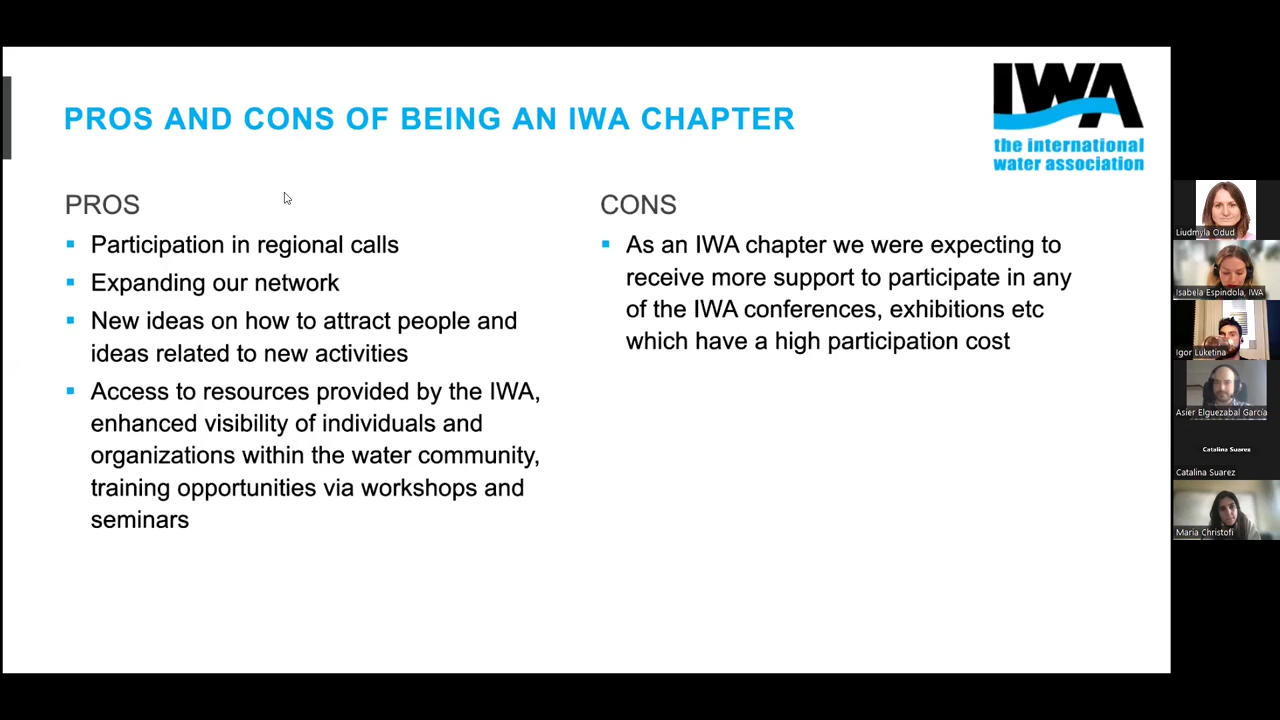 PROS AND CONS OF BEING AN IWA CHAPTER
IWA
the international
water association
PROS
Participation in regional calls
Expanding our network
New ideas on how to attract people and
ideas related to new activities
Access to resources provided by the IWA,
enhanced visibility of individuals and
organizations within the water community,
training opportunities via workshops and
seminars
CONS
As an IWA chapter we were expecting to
receive more support to participate in any
of the IWA conferences, exhibitions etc
which have a high participation cost
Liudmyla Odud
Isabela Espindola, IWA
Igor Luketina
Asier Elguezabal García
Catalina Suarez
Catalina Suarez
Maria Christofi